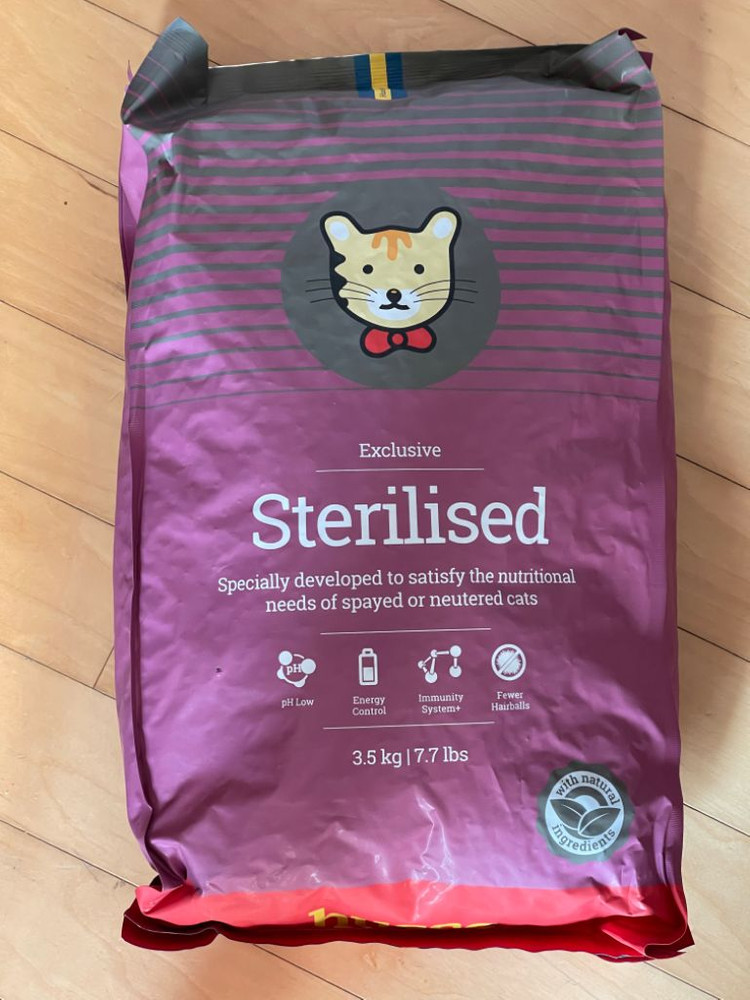 Exclusive
Sterilised
Specially developed to satisfy the nutritional
needs of spayed or neutered cats
pH
pH Low
Energy
Control
Immunity
System+
Fewer
Hairballs
3.5 kg | 7.7 lbs
with natural
ingredients